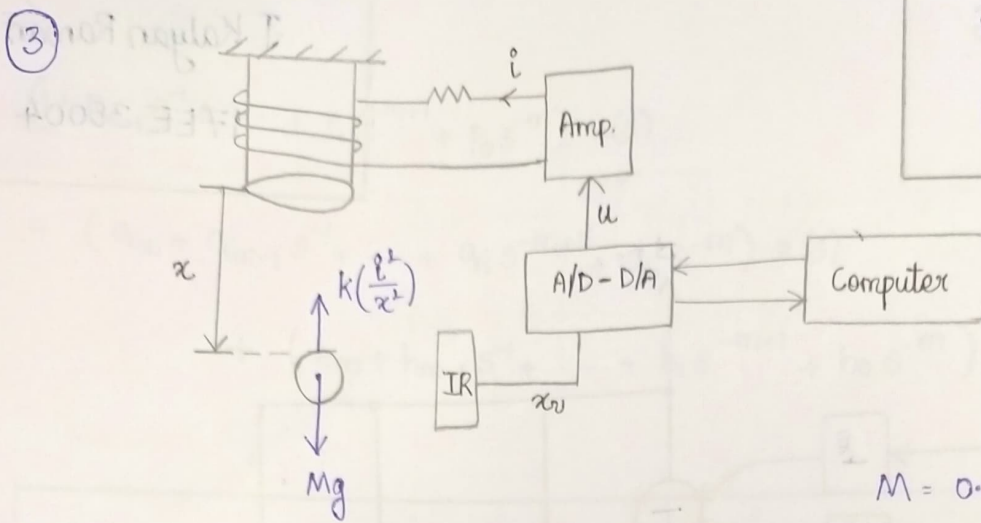 3
i
Amp.
u
x
k(i²/x²)
A/D-D/A
Computer
IR
xv
Mg
M = 0.